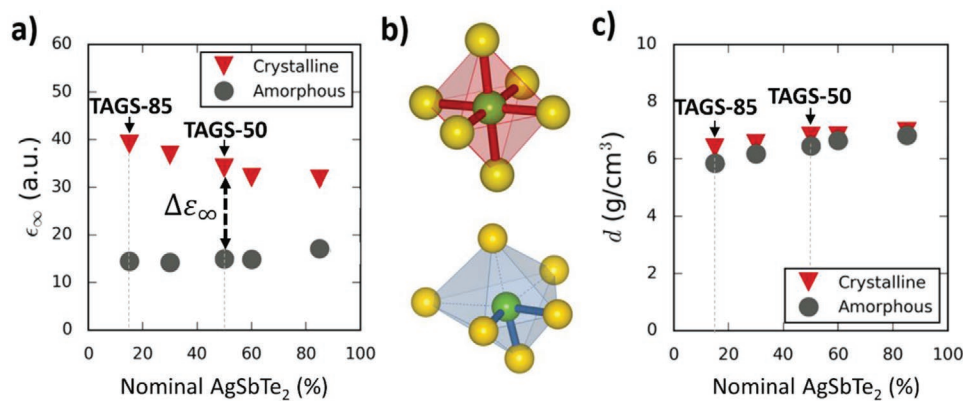 a)
60
50
40
30
20
10
0
ϵ∞ (a.u.)
Crystalline
Amorphous
TAGS-85
TAGS-50
Δε∞
0 20 40 60 80 100
Nominal AgSbTe₂ (%)
b)
c)
10
8
6
4
2
0
d (g/cm³)
TAGS-85
TAGS-50
Crystalline
Amorphous
0 20 40 60 80 100
Nominal AgSbTe₂ (%)